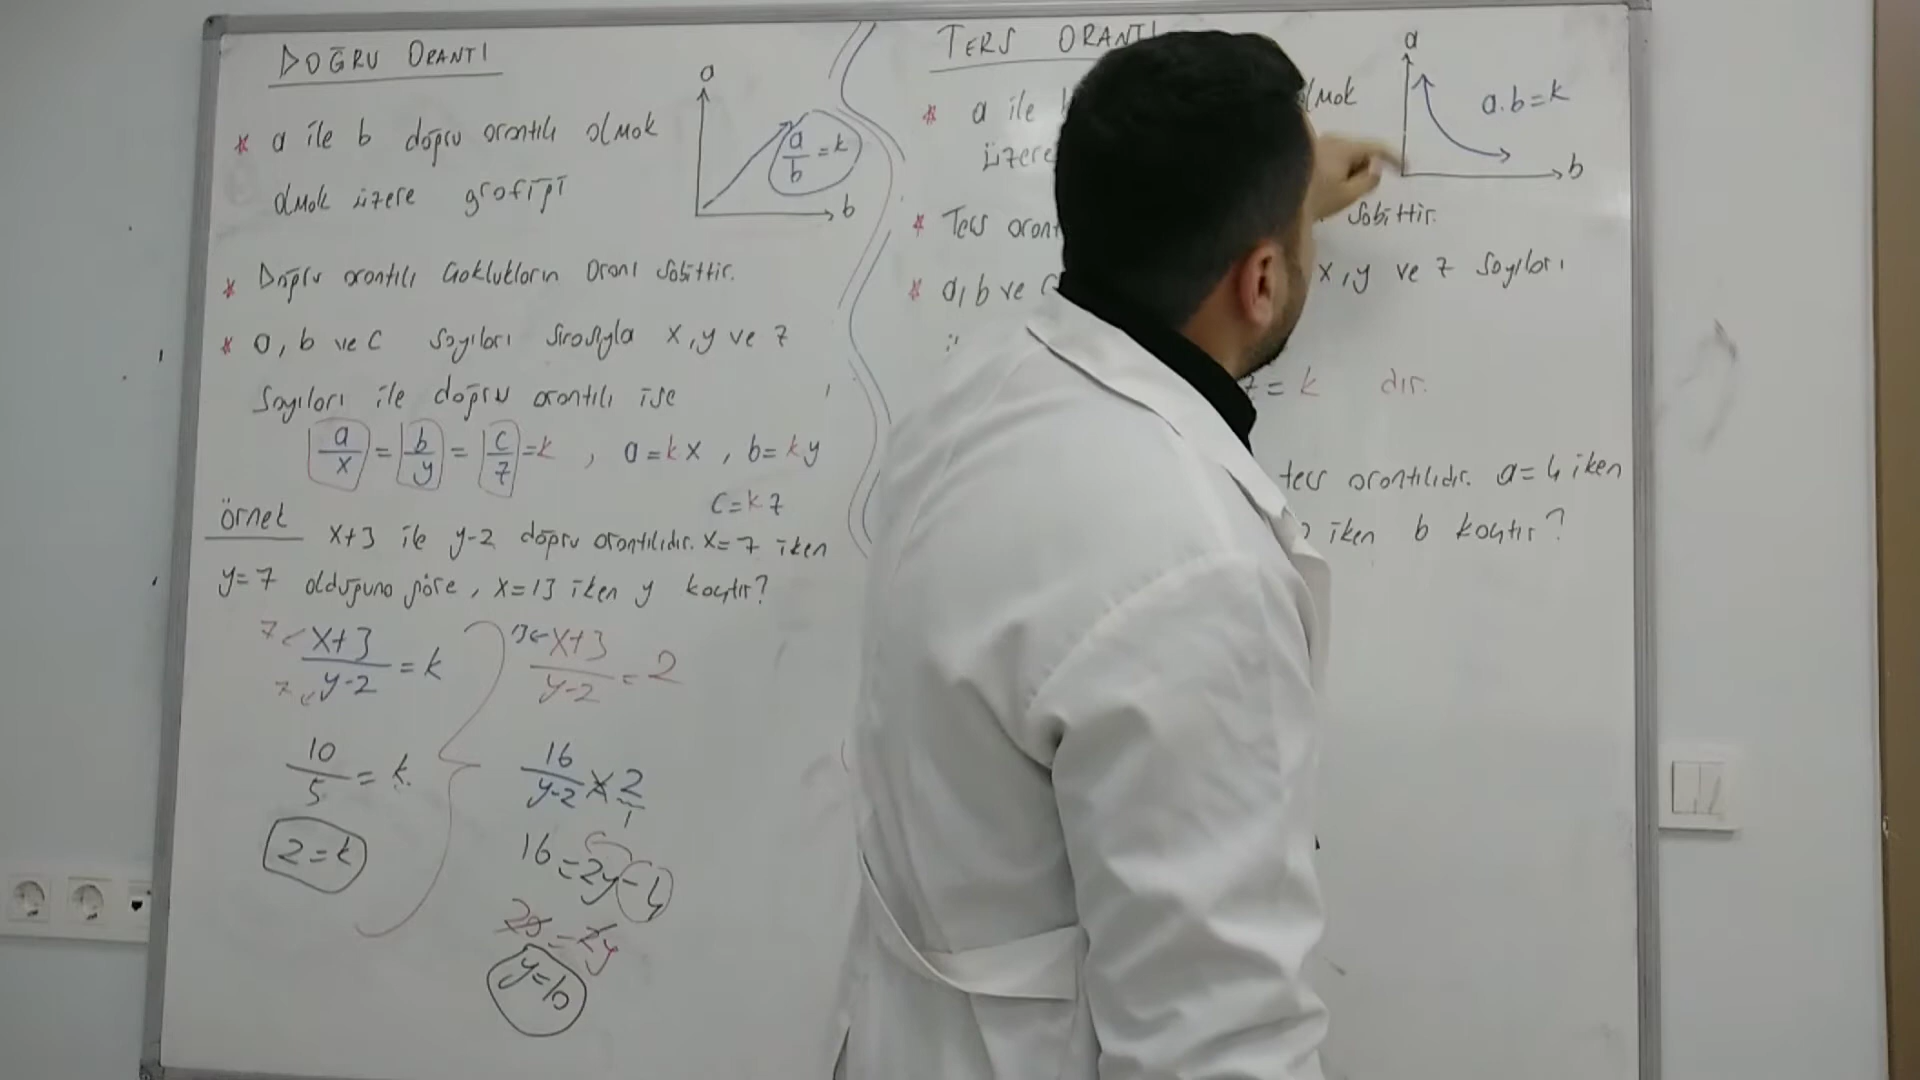 DOĞRU ORANTI
* a ile b doğru orantılı olmak
olmak üzere grafiği
a
a/b = k
b
* Doğru orantılı çoklukların oranı sabittir.
* a, b ve c sayıları sırasıyla x, y ve z
sayıları ile doğru orantılı ise
a/x = b/y = c/z = k , a = kx , b = ky
c = kz
örnek x+3 ile y-2 doğru orantılıdır. x = 7 iken
y = 7 olduğuna göre, x = 13 iken y kaçtır?
7 x+3/y-2 = k
7
10/5 = k
2 = k
13 x+3/y-2 = 2
16/y-2 2/1
16 = 2y - 4
20 = 2y
y = 10
TERS ORANTI
* a ile
olmak
üzere
a
a.b = k
b
* Ters
sabittir.
* a, b ve
x, y ve z sayıları
z = k dır.
ters orantılıdır. a = 4 iken
iken b kaçtır?